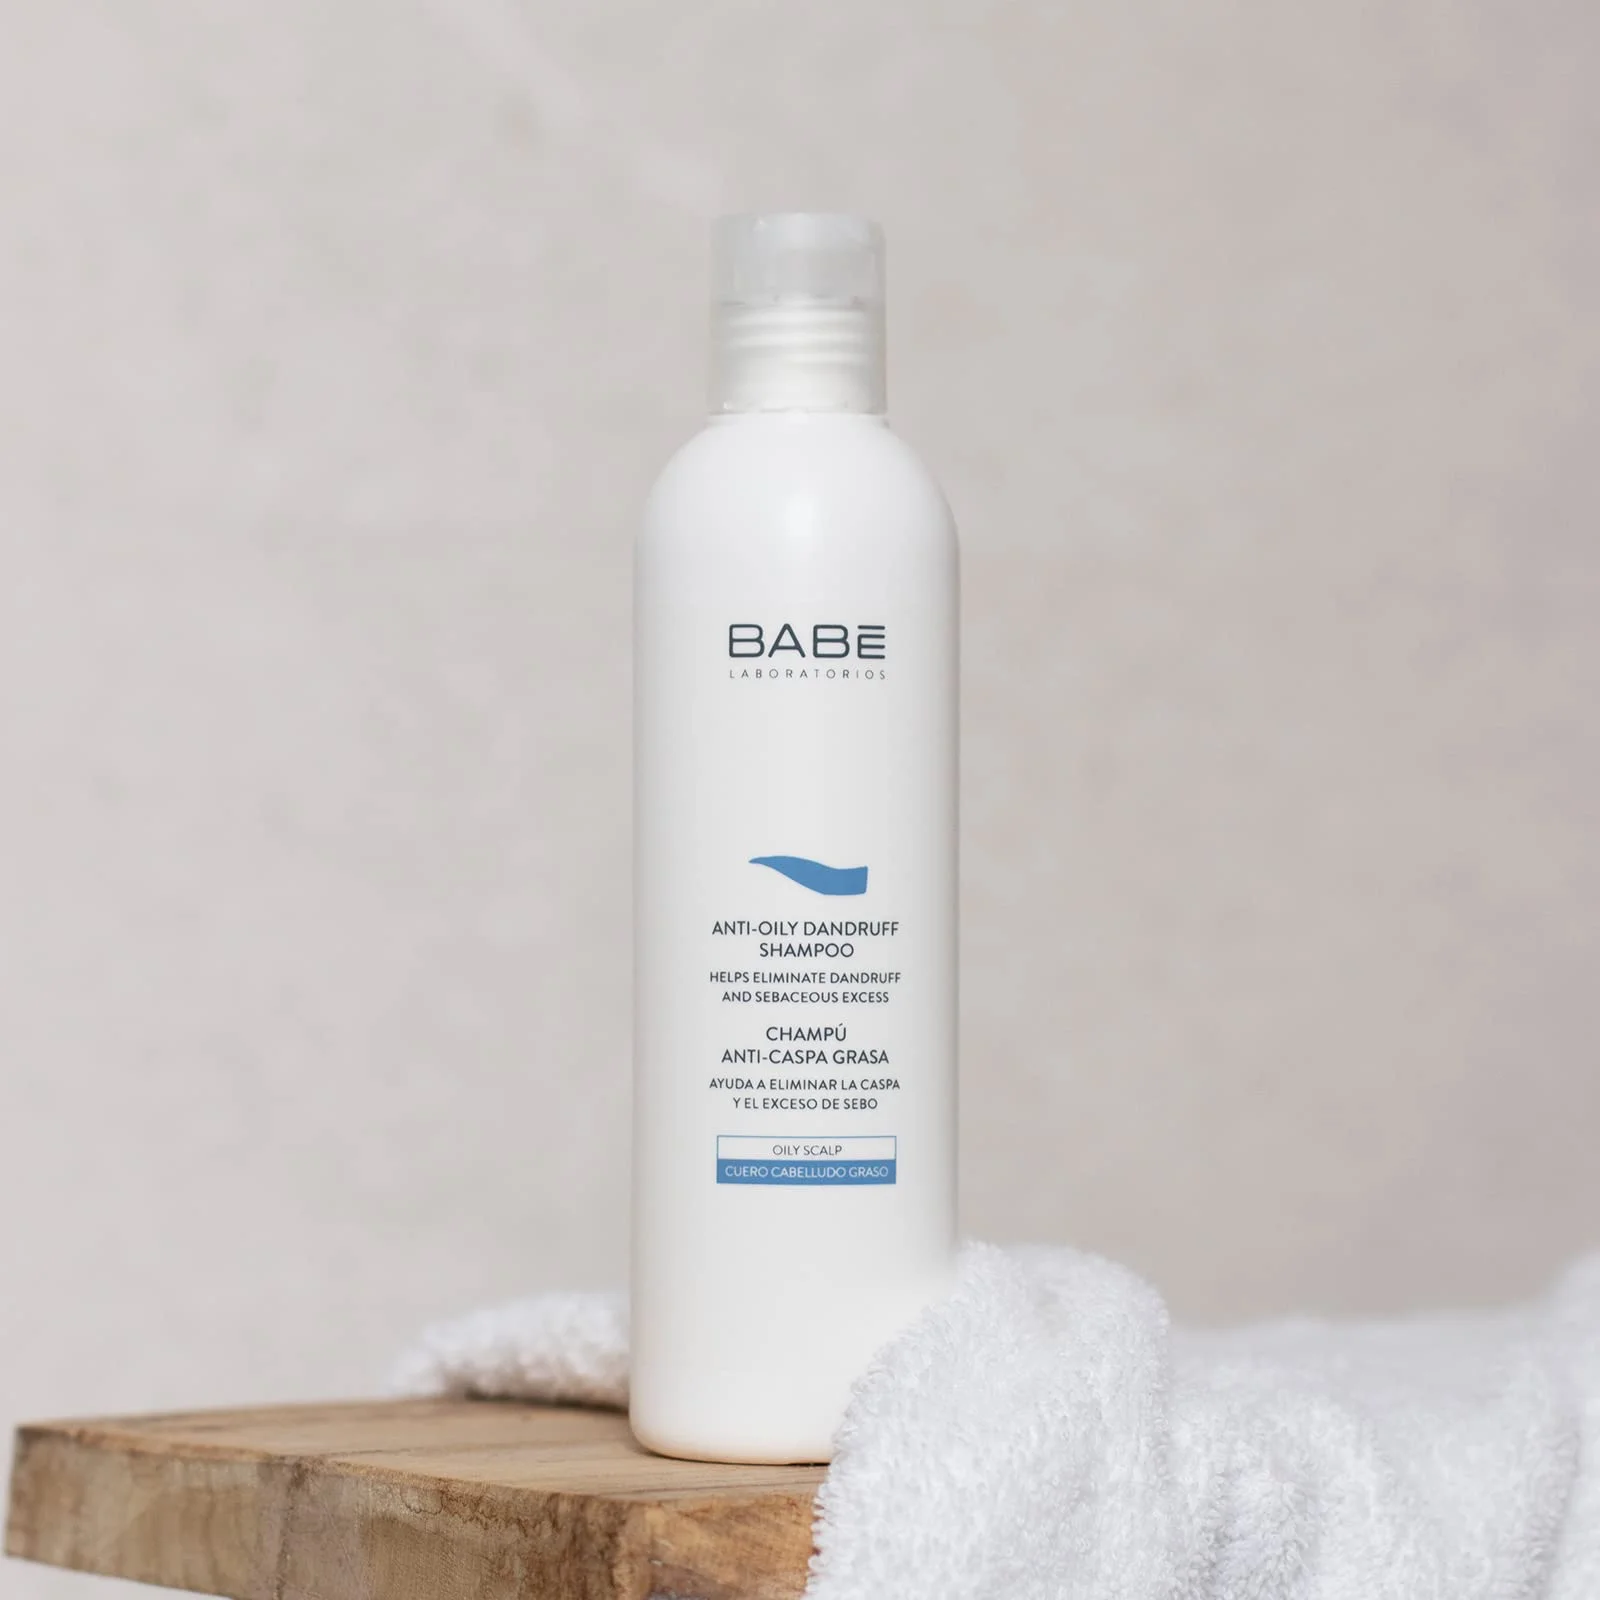 BABĒ
LABORATORIOS
ANTI-OILY DANDRUFF
SHAMPOO
HELPS ELIMINATE DANDRUFF
AND SEBACEOUS EXCESS
CHAMPÚ
ANTI-CASPA GRASA
AYUDA A ELIMINAR LA CASPA
Y EL EXCESO DE SEBO
OILY SCALP
CUERO CABELLUDO GRASO